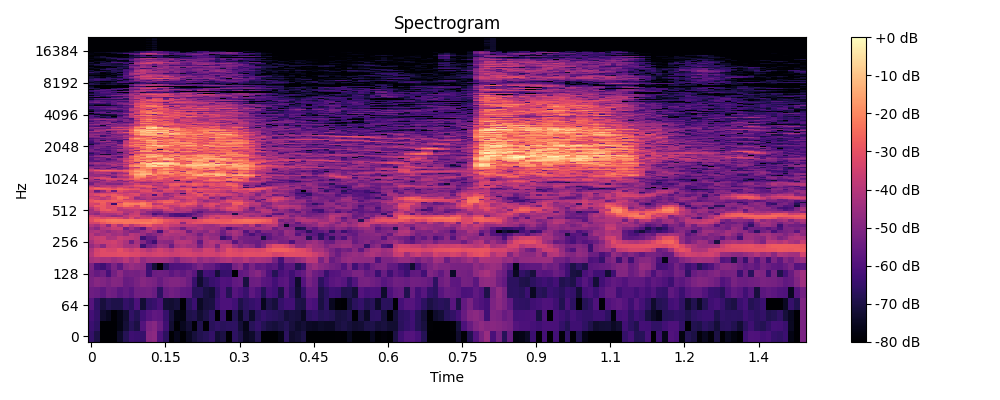 Spectrogram
16384
8192
4096
2048
1024
512
256
128
64
0
Hz
0 0.15 0.3 0.45 0.6 0.75 0.9 1.1 1.2 1.4
Time
+0 dB
-10 dB
-20 dB
-30 dB
-40 dB
-50 dB
-60 dB
-70 dB
-80 dB